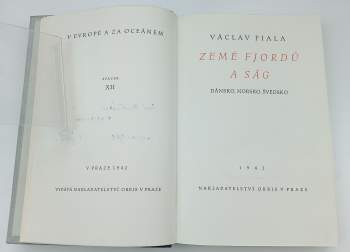 V EVROPĚ A ZA OCEÁNEM
SVAZEK
XII
V PRAZE 1942
VYDÁVÁ NAKLADATELSTVÍ ORBIS V PRAZE
VÁCLAV FIALA
ZEMĚ FJORDŮ
A SÁG
DÁNSKO, NORSKO, ŠVÉDSKO
1942
NAKLADATELSTVÍ ORBIS V PRAZE